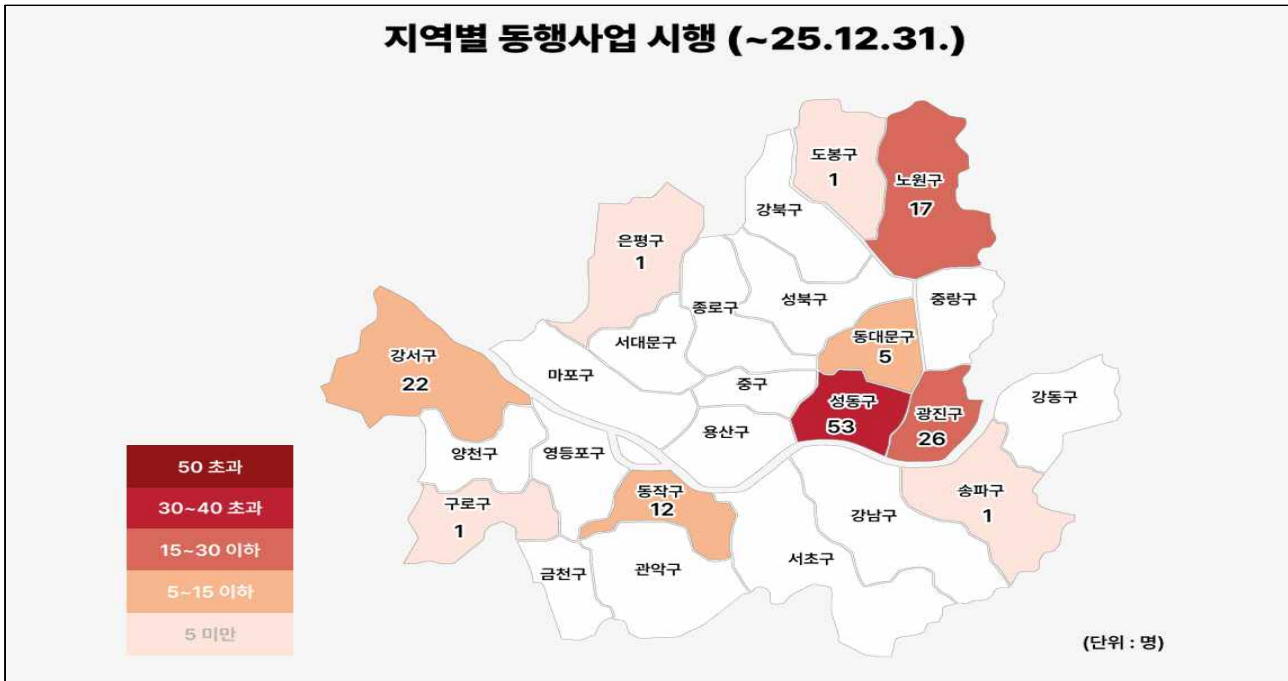 지역별 동행사업 시행 (~25.12.31.)
도봉구
1
노원구
17
강북구
은평구
1
성북구
중랑구
종로구
서대문구
동대문구
5
강서구
22
마포구
중구
성동구
53
광진구
26
강동구
용산구
양천구
영등포구
동작구
12
송파구
1
구로구
1
강남구
서초구
금천구
관악구
50 초과
30~40 초과
15~30 이하
5~15 이하
5 미만
(단위 : 명)